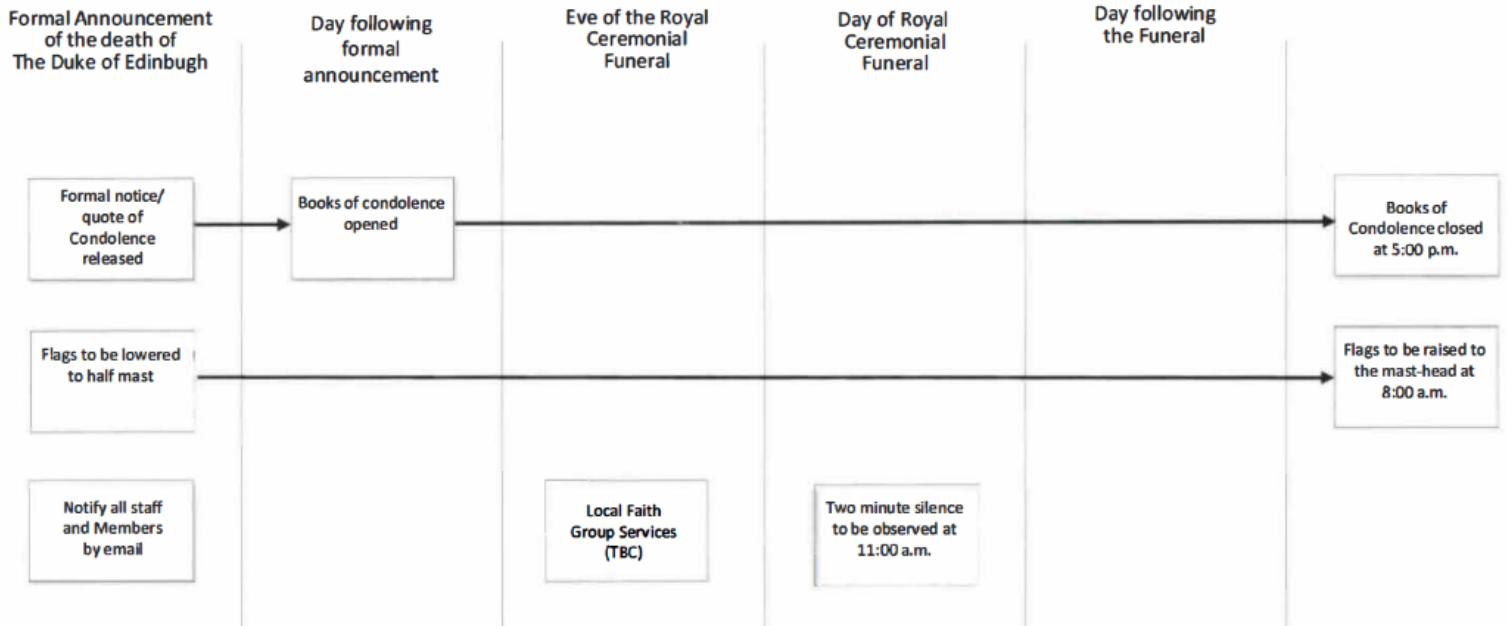 Formal Announcement
of the death of
The Duke of Edinbugh
Day following
formal
announcement
Eve of the Royal
Ceremonial
Funeral
Day of Royal
Ceremonial
Funeral
Day following
the Funeral
Formal notice/
quote of
Condolence
released
Books of condolence
opened
Books of
Condolence closed
at 5:00 p.m.
Flags to be lowered
to half mast
Flags to be raised to
the mast-head at
8:00 a.m.
Notify all staff
and Members
by email
Local Faith
Group Services
(TBC)
Two minute silence
to be observed at
11:00 a.m.